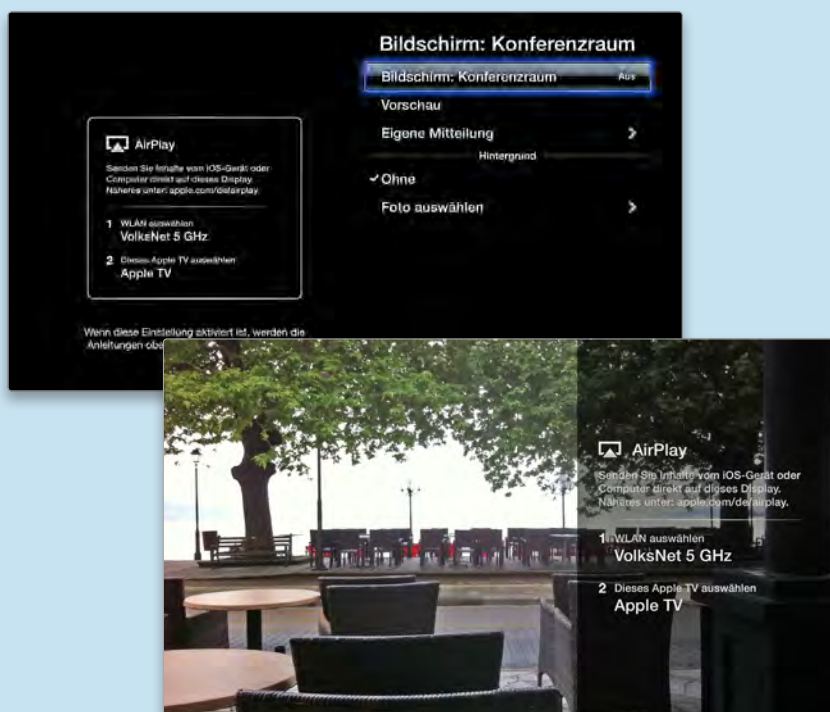 Bildschirm: Konferenzraum
Bildschirm: Konferenzraum Aus
Vorschau
Eigene Mitteilung
Hintergrund
Ohne
Foto auswählen
AirPlay
Senden Sie Inhalte vom iOS-Gerät oder
Computer direkt auf dieses Display.
Näheres unter: apple.com/de/airplay.
1 WLAN auswählen
VolksNet 5 GHz
2 Dieses Apple TV auswählen
Apple TV
Wenn diese Einstellung aktiviert ist, werden die
Anleitungen
AirPlay
Senden Sie Inhalte vom iOS-Gerät oder
Computer direkt auf dieses Display.
Näheres unter: apple.com/de/airplay.
1 WLAN auswählen
VolksNet 5 GHz
2 Dieses Apple TV auswählen
Apple TV